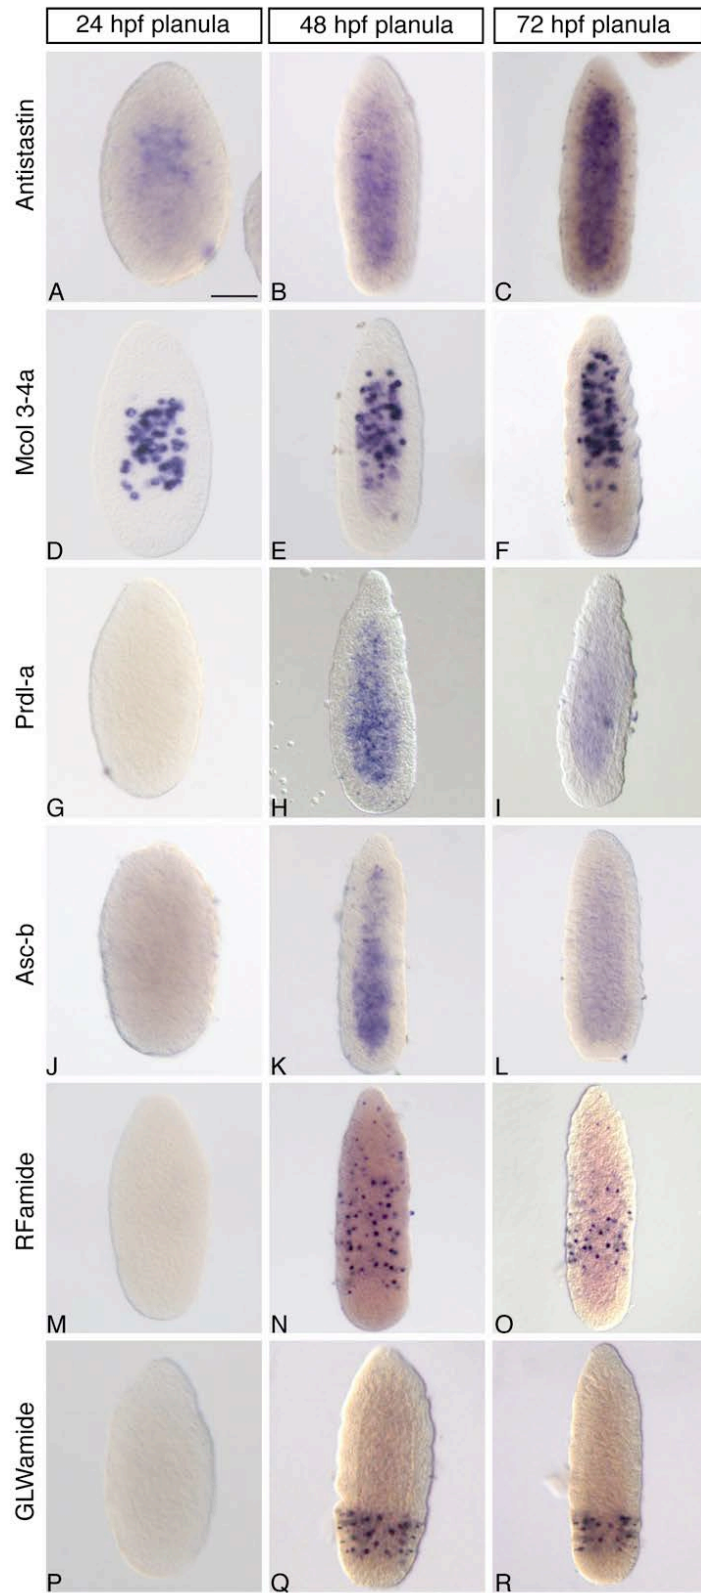 24 hpf planula 48 hpf planula 72 hpf planula
Antistastin
A B C
Mcol 3-4a
D E F
Prdl-a
G H I
Asc-b
J K L
RFamide
M N O
GLWamide
P Q R